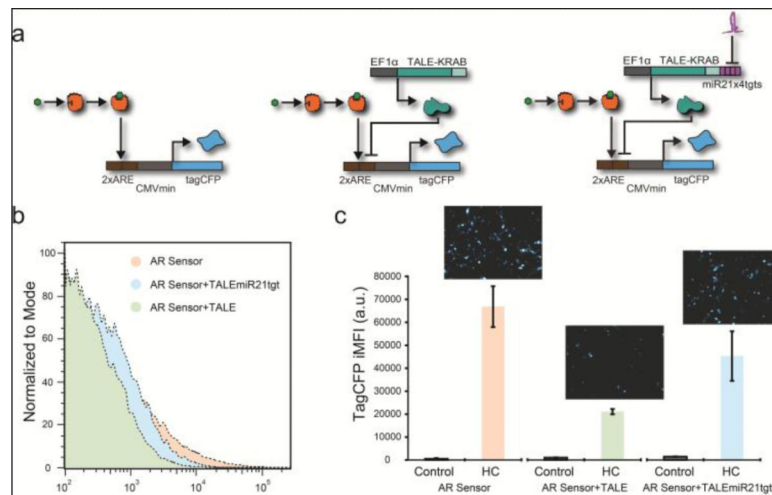 a
EF1α TALE-KRAB
EF1α TALE-KRAB
miR21x4tgts
2xARE tagCFP
CMVmin
2xARE tagCFP
CMVmin
2xARE tagCFP
CMVmin
b
Normalized to Mode
100
80
60
40
20
0
AR Sensor
AR Sensor+TALEmiR21tgt
AR Sensor+TALE
10² 10³ 10⁴ 10⁵
c
TagCFP iMFI (a.u.)
80000
70000
60000
50000
40000
30000
20000
10000
0
Control HC Control HC Control HC
AR Sensor AR Sensor+TALE AR Sensor+TALEmiR21tgt